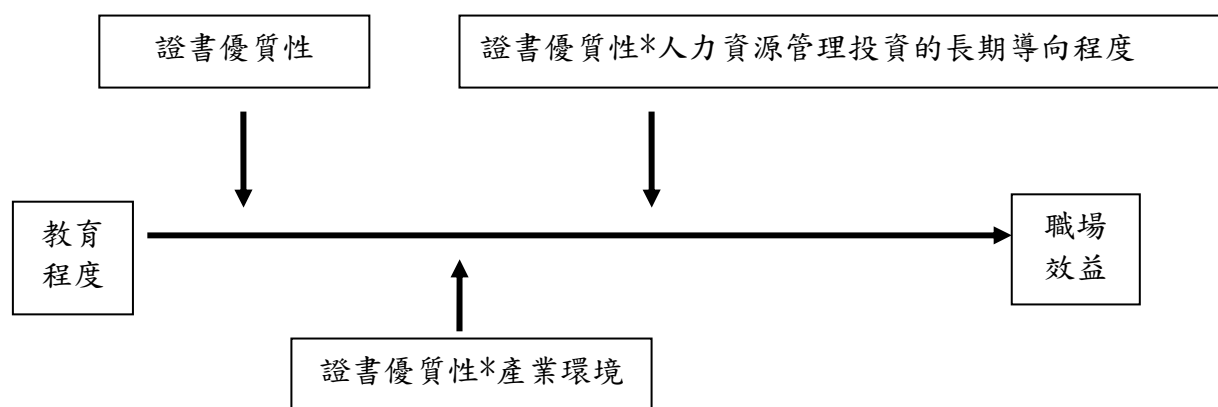 證書優質性
證書優質性*人力資源管理投資的長期導向程度
教育
程度
職場
效益
證書優質性*產業環境